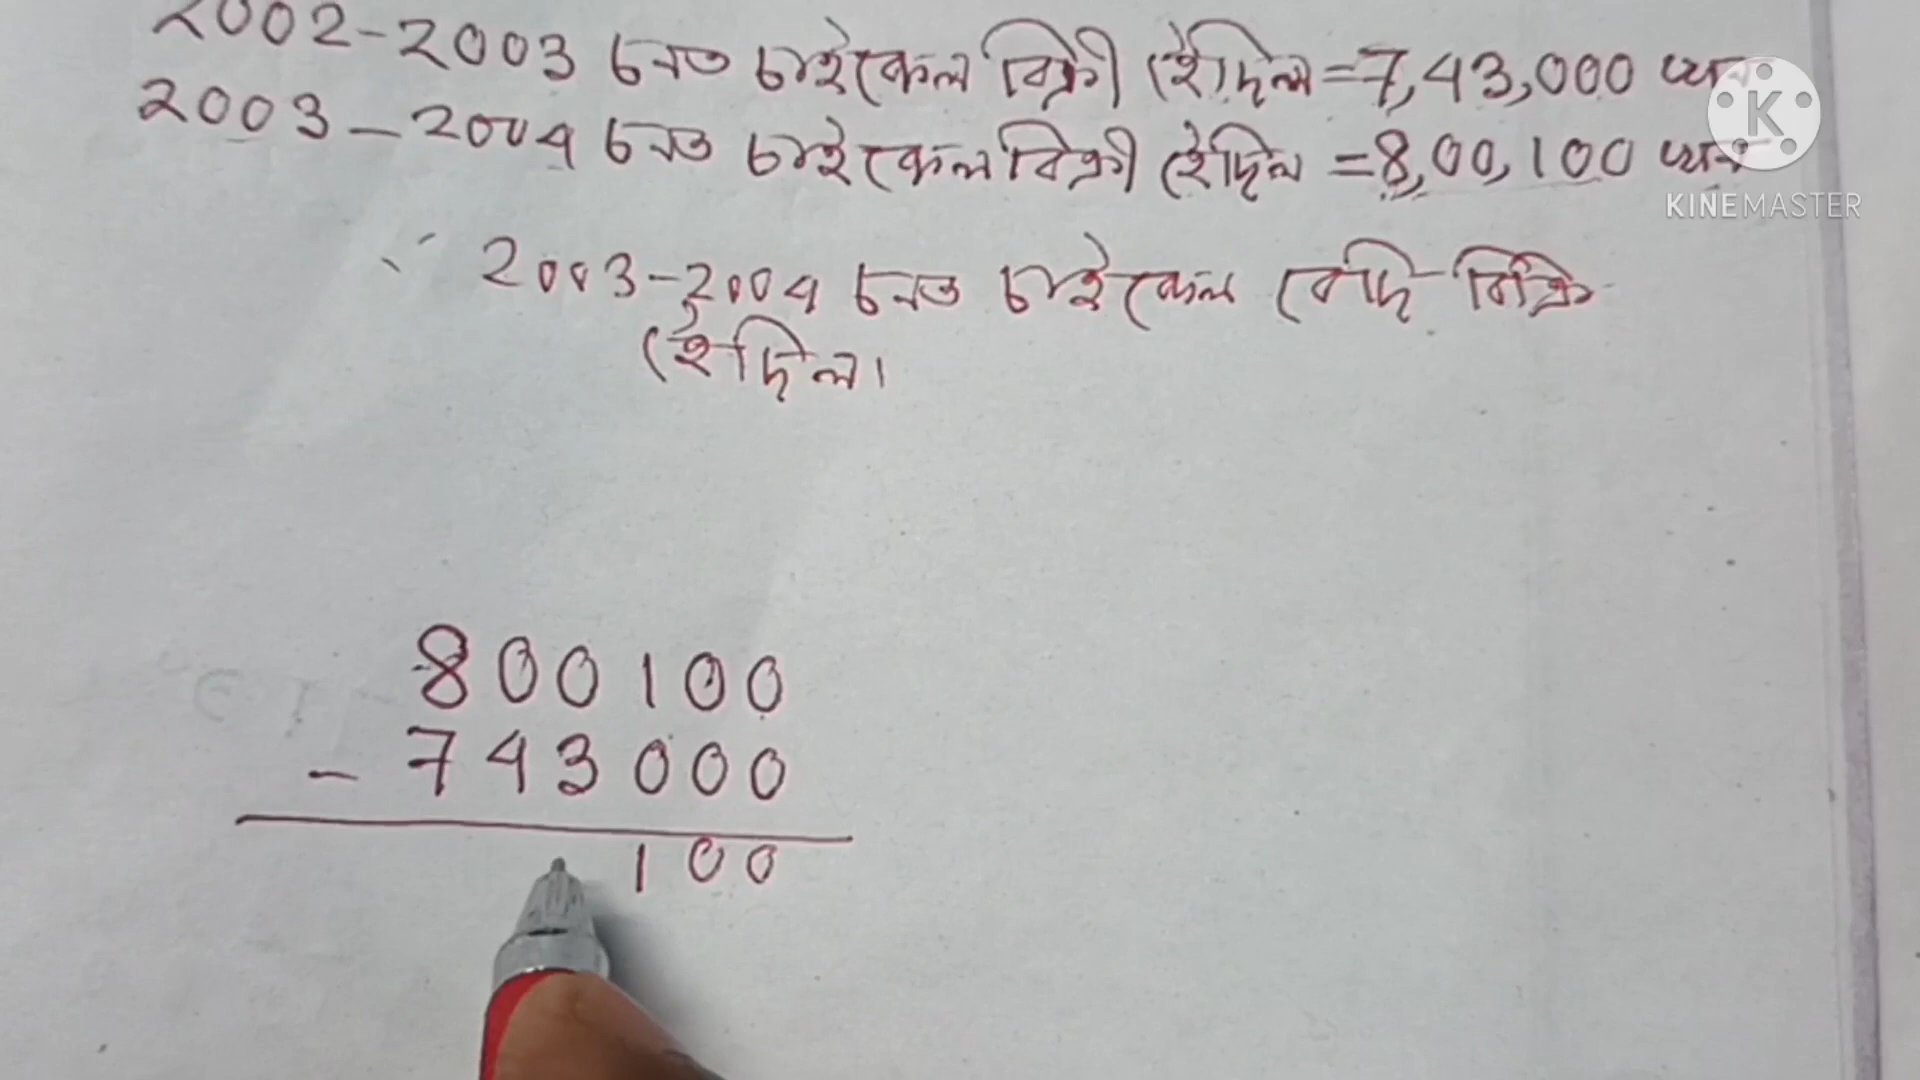 2002-2003 চনত চাইকেল বিক্ৰী হৈছিল=7,43,000 খন
2003-2004 চনত চাইকেল বিক্ৰী হৈছিল=8,00,100 খন
∵ 2003-2004 চনত চাইকেল বেছি বিক্ৰি
হৈছিল।
800100
- 743000
100
K
KINEMASTER